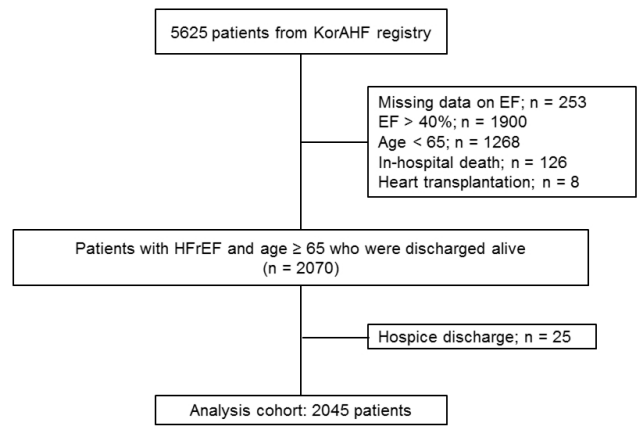 5625 patients from KorAHF registry
Missing data on EF; n = 253
EF > 40%; n = 1900
Age < 65; n = 1268
In-hospital death; n = 126
Heart transplantation; n = 8
Patients with HFrEF and age ≥ 65 who were discharged alive
(n = 2070)
Hospice discharge; n = 25
Analysis cohort: 2045 patients